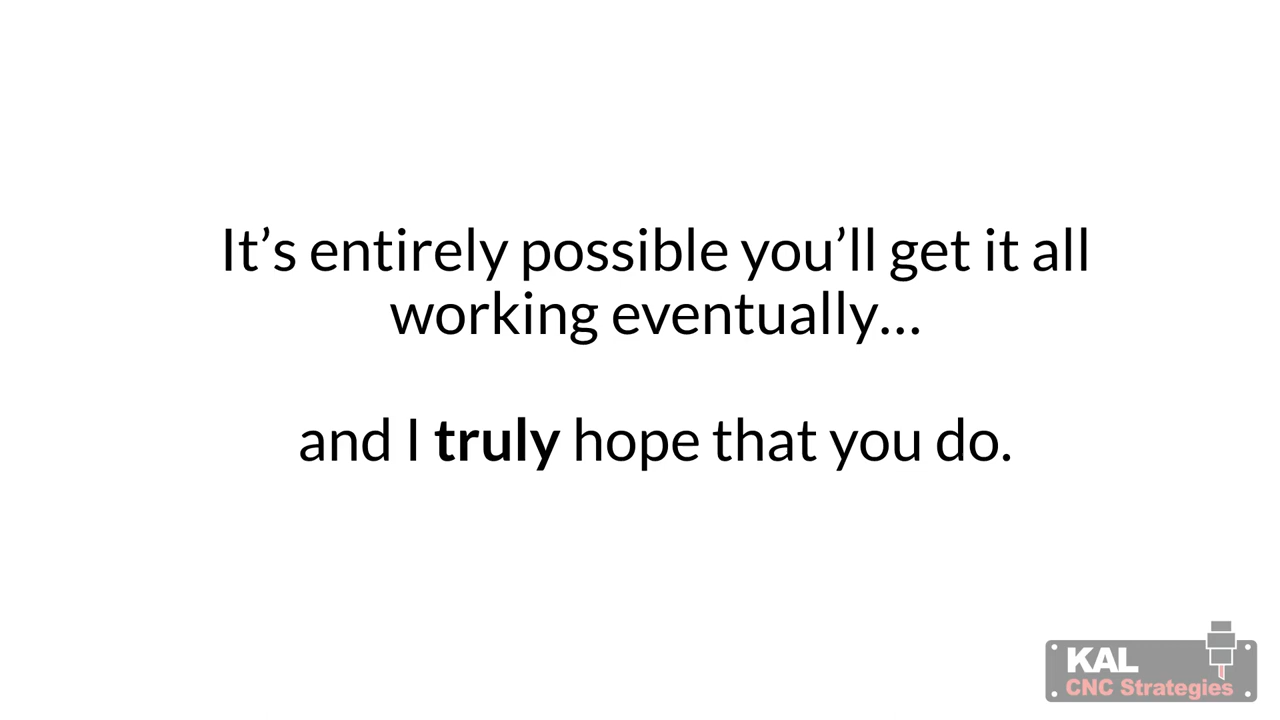 It’s entirely possible you’ll get it all
working eventually…
and I truly hope that you do.
KAL
CNC Strategies